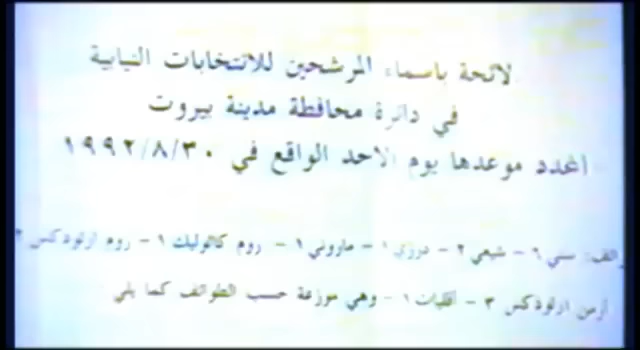 لائحة باسماء المرشحين للانتخابات النيابية
في دائرة محافظة مدينة بيروت
المحدد موعدها يوم الاحد الواقع في ٣٠/٨/١٩٩٢
سني ٦ - شيعي ٢ - درزي ١ - ماروني ١ - روم كاثوليك ١ - روم ارثوذكس ٢
أرمن ارثوذكس ٣ - أقليات ١ - وهي موزعة حسب الطوائف كما يلي